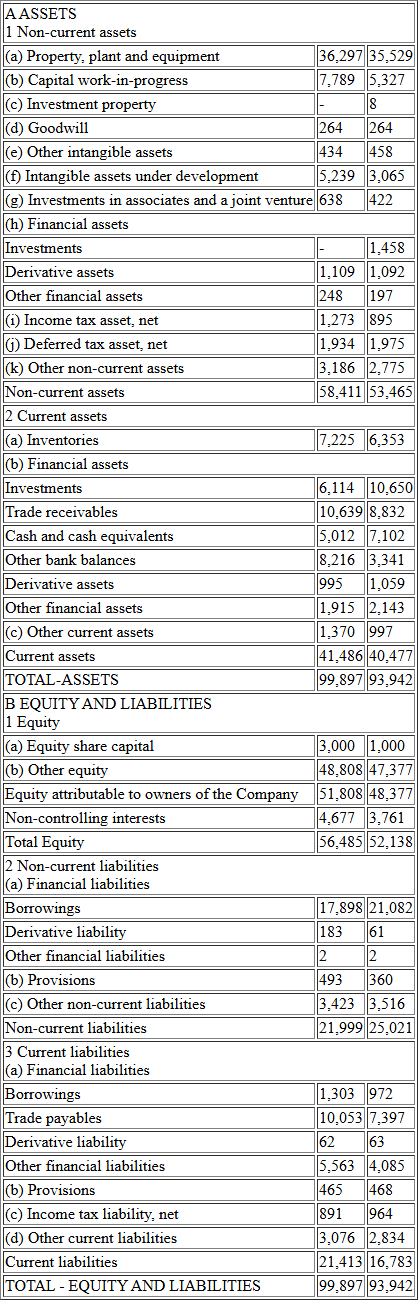 A ASSETS
1 Non-current assets
(a) Property, plant and equipment 36,297 35,529
(b) Capital work-in-progress 7,789 5,327
(c) Investment property - 8
(d) Goodwill 264 264
(e) Other intangible assets 434 458
(f) Intangible assets under development 5,239 3,065
(g) Investments in associates and a joint venture 638 422
(h) Financial assets
Investments - 1,458
Derivative assets 1,109 1,092
Other financial assets 248 197
(i) Income tax asset, net 1,273 895
(j) Deferred tax asset, net 1,934 1,975
(k) Other non-current assets 3,186 2,775
Non-current assets 58,411 53,465
2 Current assets
(a) Inventories 7,225 6,353
(b) Financial assets
Investments 6,114 10,650
Trade receivables 10,639 8,832
Cash and cash equivalents 5,012 7,102
Other bank balances 8,216 3,341
Derivative assets 995 1,059
Other financial assets 1,915 2,143
(c) Other current assets 1,370 997
Current assets 41,486 40,477
TOTAL-ASSETS 99,897 93,942
B EQUITY AND LIABILITIES
1 Equity
(a) Equity share capital 3,000 1,000
(b) Other equity 48,808 47,377
Equity attributable to owners of the Company 51,808 48,377
Non-controlling interests 4,677 3,761
Total Equity 56,485 52,138
2 Non-current liabilities
(a) Financial liabilities
Borrowings 17,898 21,082
Derivative liability 183 61
Other financial liabilities 2 2
(b) Provisions 493 360
(c) Other non-current liabilities 3,423 3,516
Non-current liabilities 21,999 25,021
3 Current liabilities
(a) Financial liabilities
Borrowings 1,303 972
Trade payables 10,053 7,397
Derivative liability 62 63
Other financial liabilities 5,563 4,085
(b) Provisions 465 468
(c) Income tax liability, net 891 964
(d) Other current liabilities 3,076 2,834
Current liabilities 21,413 16,783
TOTAL - EQUITY AND LIABILITIES 99,897 93,942